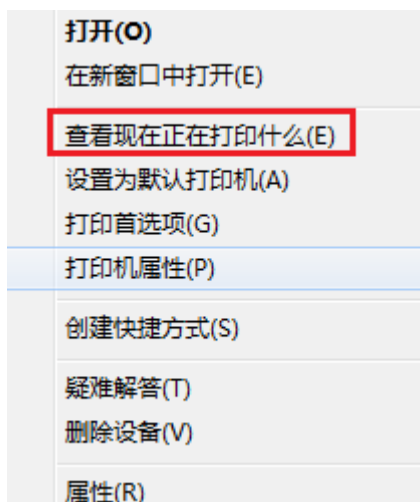 打开(O)
在新窗口中打开(E)
查看现在正在打印什么(E)
设置为默认打印机(A)
打印首选项(G)
打印机属性(P)
创建快捷方式(S)
疑难解答(T)
删除设备(V)
属性(R)